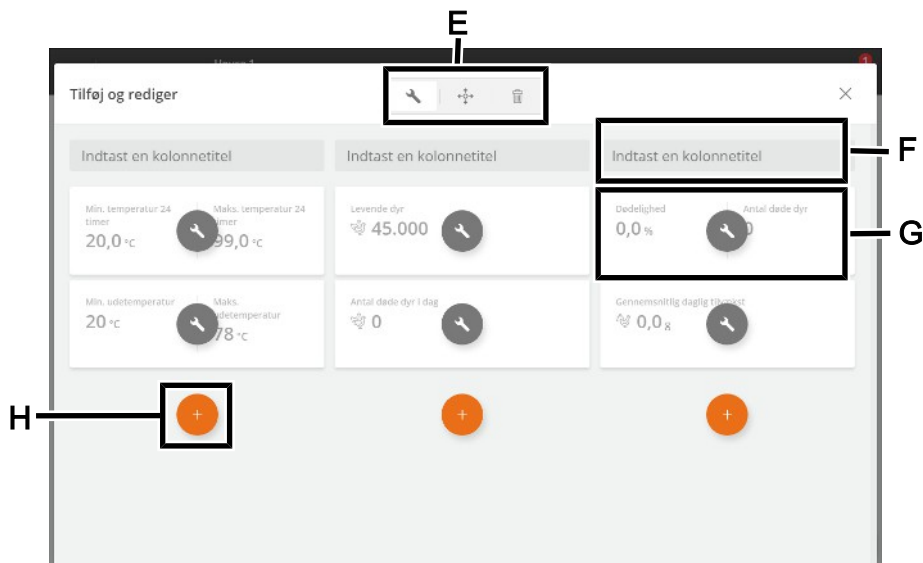 E
1
Tilføj og rediger
Indtast en kolonnetitel
Indtast en kolonnetitel
Indtast en kolonnetitel
F
Min. temperatur 24
timer
20,0 °C
Maks. temperatur 24
timer
99,0 °C
Levende dyr
45.000
Dødelighed
0,0 %
Antal døde dyr
0
G
Min. udetemperatur
20 °C
Maks.
udetemperatur
78 °C
Antal døde dyr i dag
0
Gennemsnitlig daglig tilvækst
0,0 g
H